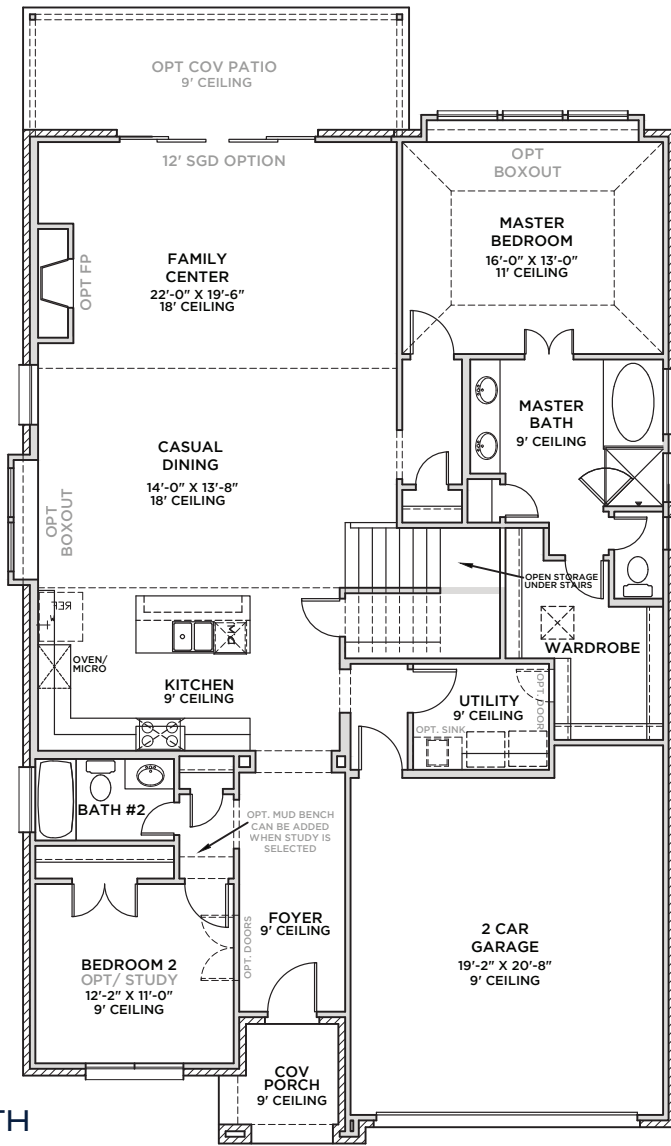 OPT COV PATIO
9' CEILING
12' SGD OPTION
OPT
BOXOUT
MASTER
BEDROOM
16'-0" X 13'-0"
11' CEILING
FAMILY
CENTER
22'-0" X 19'-6"
18' CEILING
OPT FP
MASTER
BATH
9' CEILING
CASUAL
DINING
14'-0" X 13'-8"
18' CEILING
OPT
BOXOUT
OPEN STORAGE
UNDER STAIRS
REF
DW
OVEN/
MICRO
WARDROBE
KITCHEN
9' CEILING
UTILITY
9' CEILING
OPT. DOOR
OPT. SINK
BATH #2
OPT. MUD BENCH
CAN BE ADDED
WHEN STUDY IS
SELECTED
FOYER
9' CEILING
OPT. DOORS
2 CAR
GARAGE
19'-2" X 20'-8"
9' CEILING
BEDROOM 2
OPT/ STUDY
12'-2" X 11'-0"
9' CEILING
COV
PORCH
9' CEILING
TH